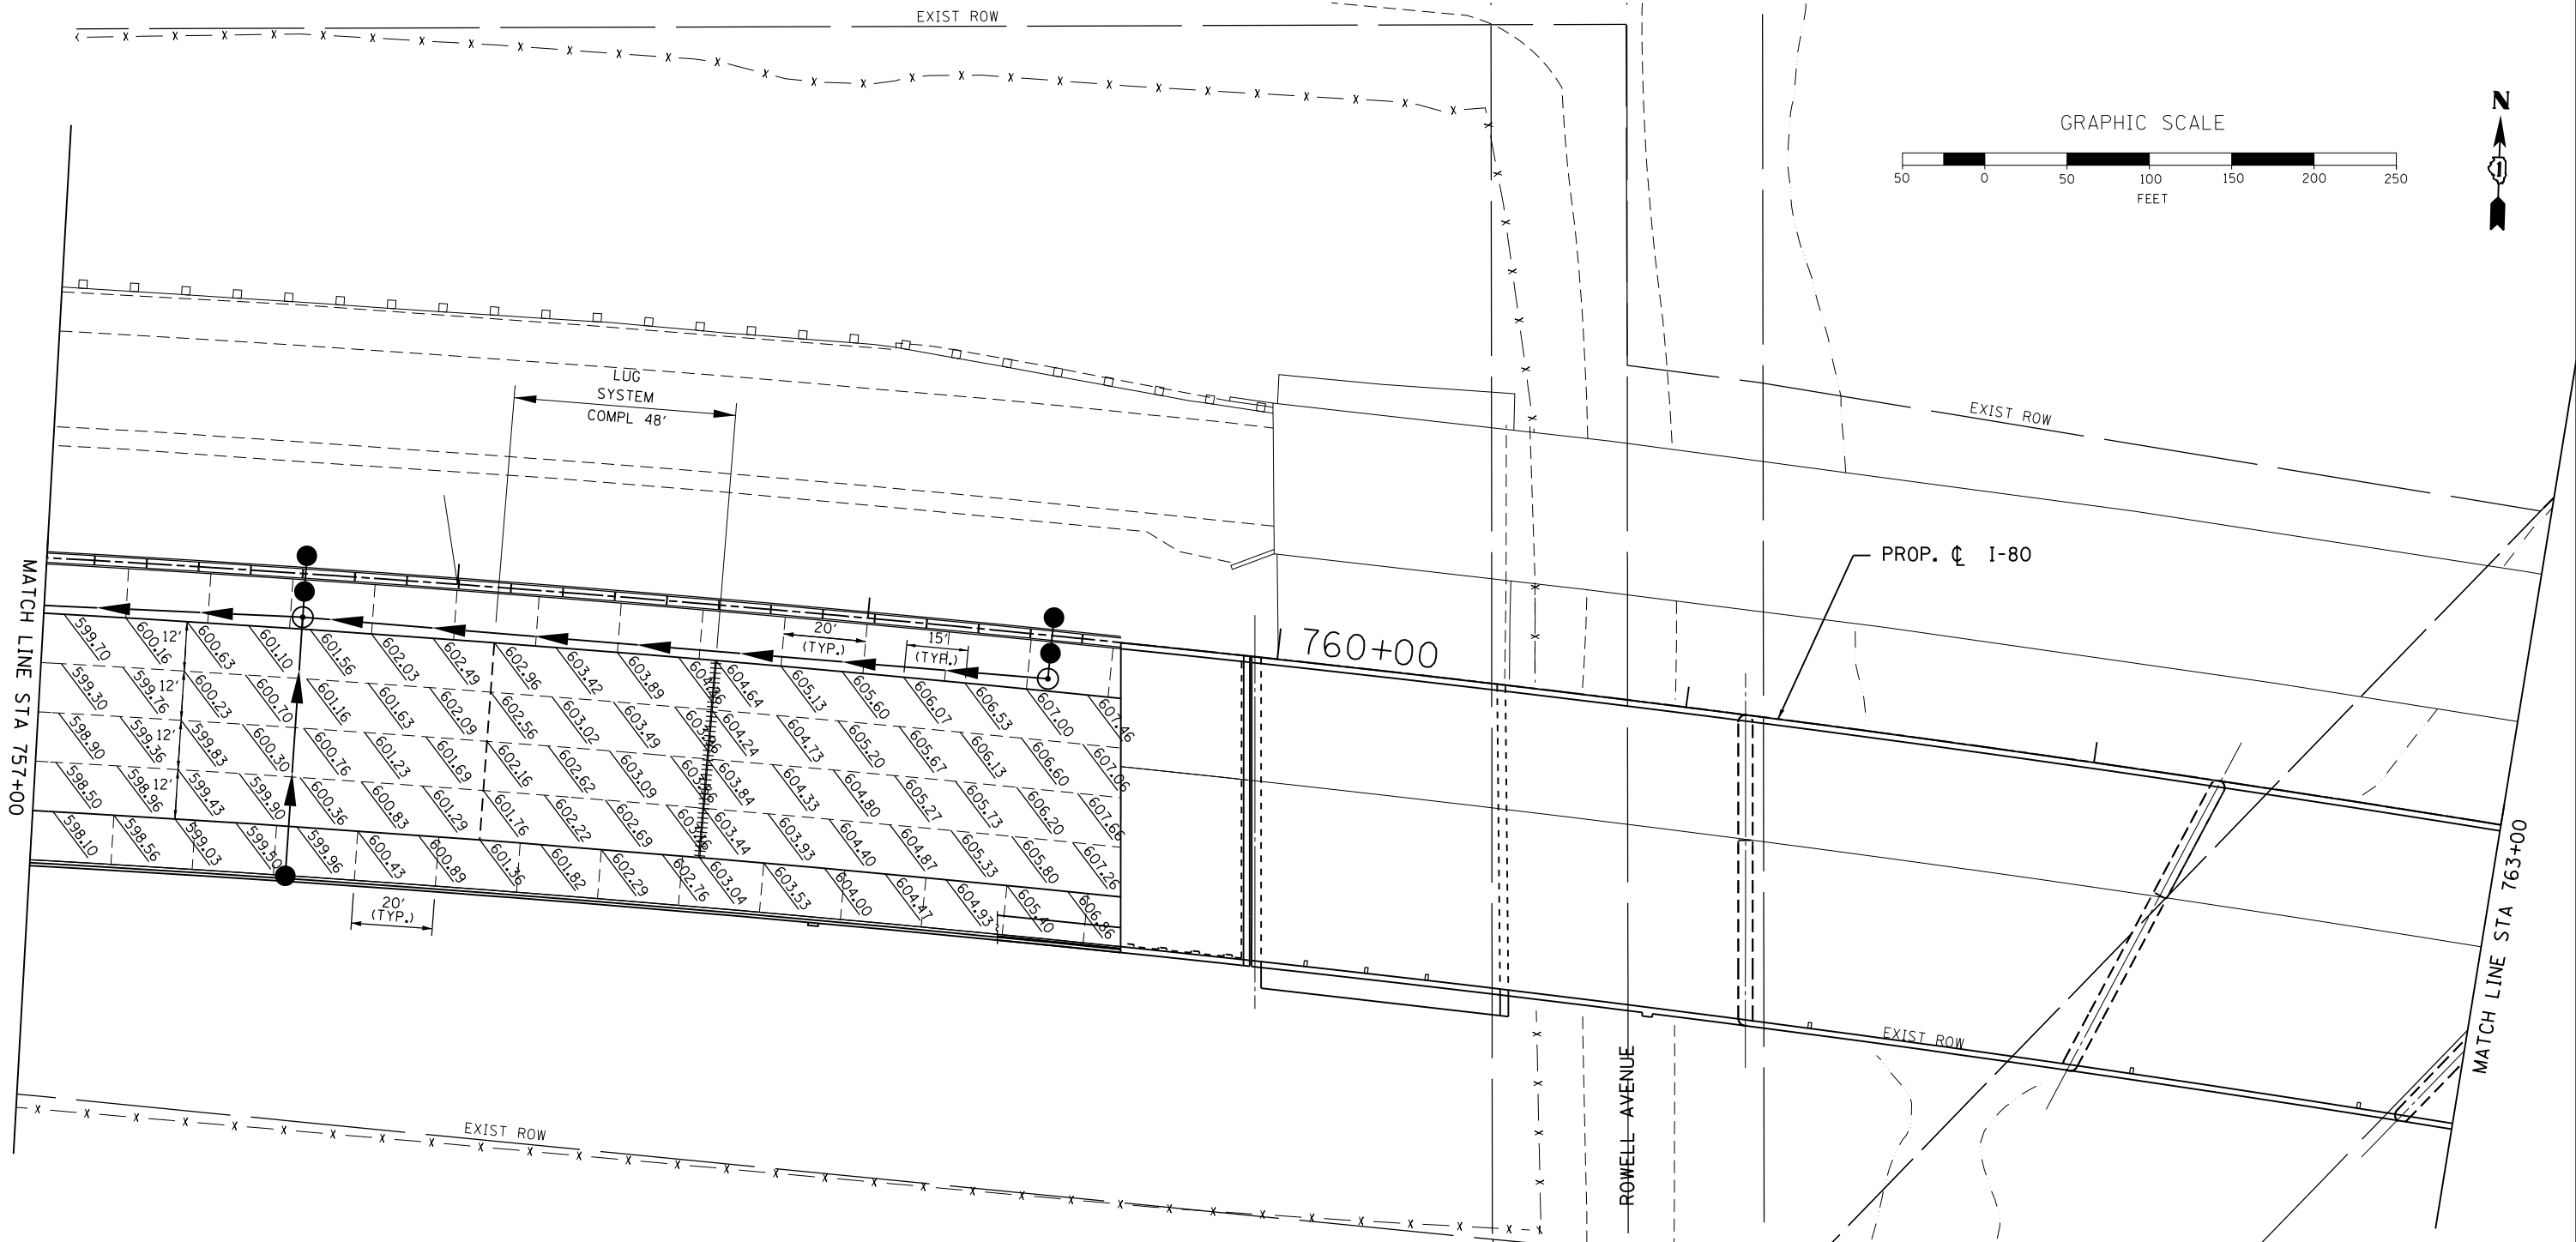 EXIST ROW
N
1
GRAPHIC SCALE
50 0 50 100 150 200 250
FEET
LUG
SYSTEM
COMPL 48'
EXIST ROW
PROP. ℄ I-80
760+00
MATCH LINE STA 757+00
20'
(TYP.)
15'
(TYP.)
12'
12'
12'
12'
599.70 600.16 600.63 601.10 601.56 602.03 602.49 602.96 603.42 603.89 604.64 605.13 605.60 606.07 606.53 607.00 607.46
599.30 599.76 600.23 600.70 601.16 601.63 602.09 602.56 603.02 603.49 604.24 604.73 605.20 605.67 606.13 606.60 607.06
598.90 599.36 599.83 600.30 600.76 601.23 601.69 602.16 602.62 603.09 603.84 604.33 604.80 605.27 605.73 606.20 607.66
598.50 598.96 599.43 599.90 600.36 600.83 601.29 601.76 602.22 602.69 603.44 603.93 604.40 604.87 605.33 605.80 607.26
598.10 598.56 599.03 599.50 599.96 600.43 600.89 601.36 601.82 602.29 602.76 603.04 603.53 604.00 604.47 604.93 605.40 606.86
20'
(TYP.)
MATCH LINE STA 763+00
EXIST ROW
ROWELL AVENUE
EXIST ROW